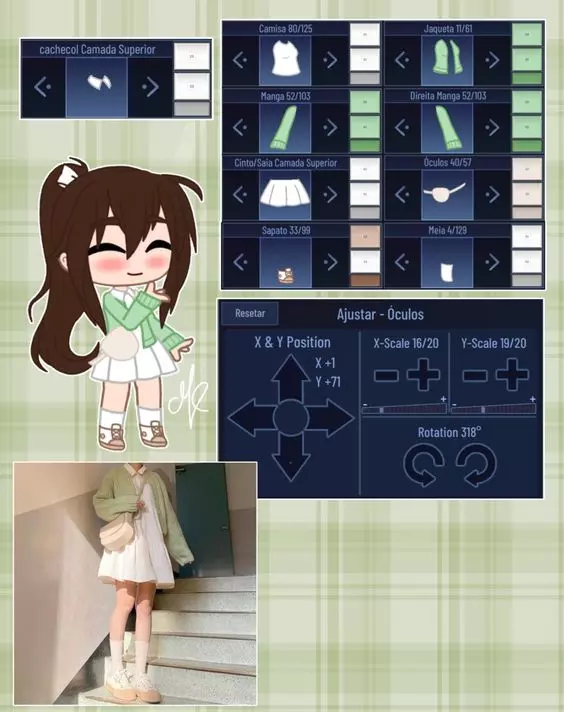 cachecol Camada Superior
Camisa 80/125
Jaqueta 11/61
Manga 52/103
Direita Manga 52/103
Cinto/Saia Camada Superior
Óculos 40/57
Sapato 33/99
Meia 4/129
Resetar
Ajustar - Óculos
X & Y Position
X +1
Y +71
X-Scale 16/20
Y-Scale 19/20
- +
- +
Rotation 318°